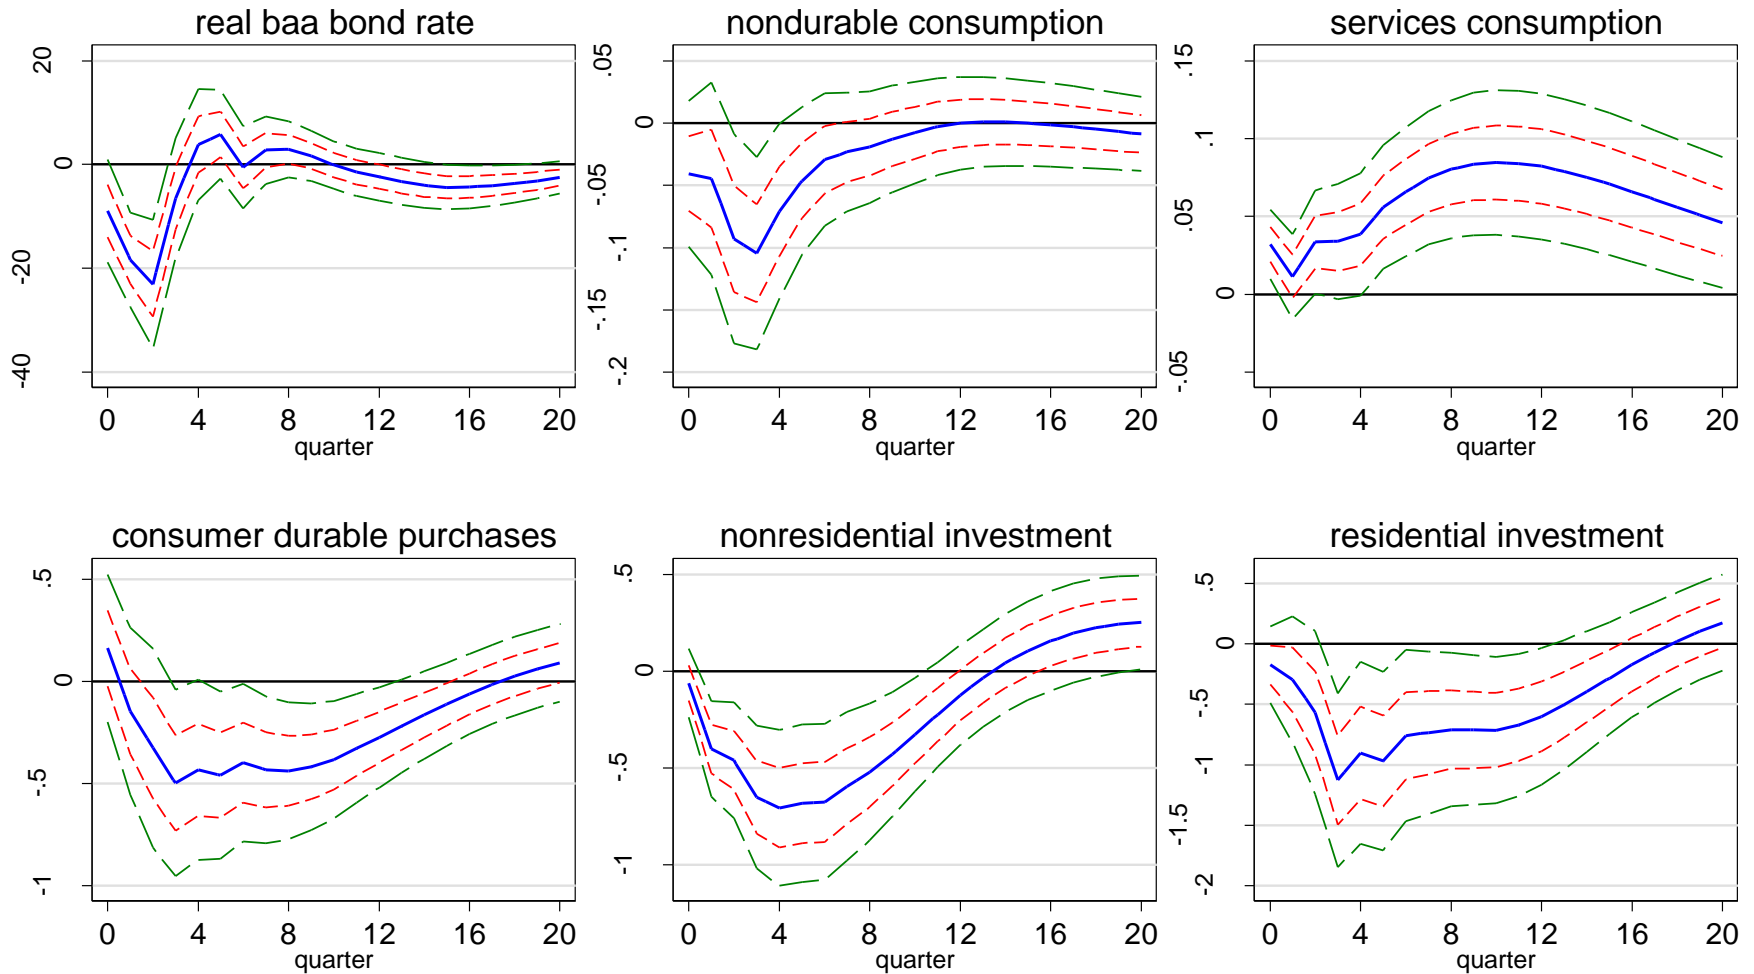 real baa bond rate
20
0
-20
-40
0 4 8 12 16 20
quarter
nondurable consumption
.05
0
-.05
-.1
-.15
-.2
0 4 8 12 16 20
quarter
services consumption
.15
.1
.05
0
-.05
0 4 8 12 16 20
quarter
consumer durable purchases
.5
0
-.5
-1
0 4 8 12 16 20
quarter
nonresidential investment
.5
0
-.5
-1
0 4 8 12 16 20
quarter
residential investment
.5
0
-.5
-1
-1.5
-2
0 4 8 12 16 20
quarter